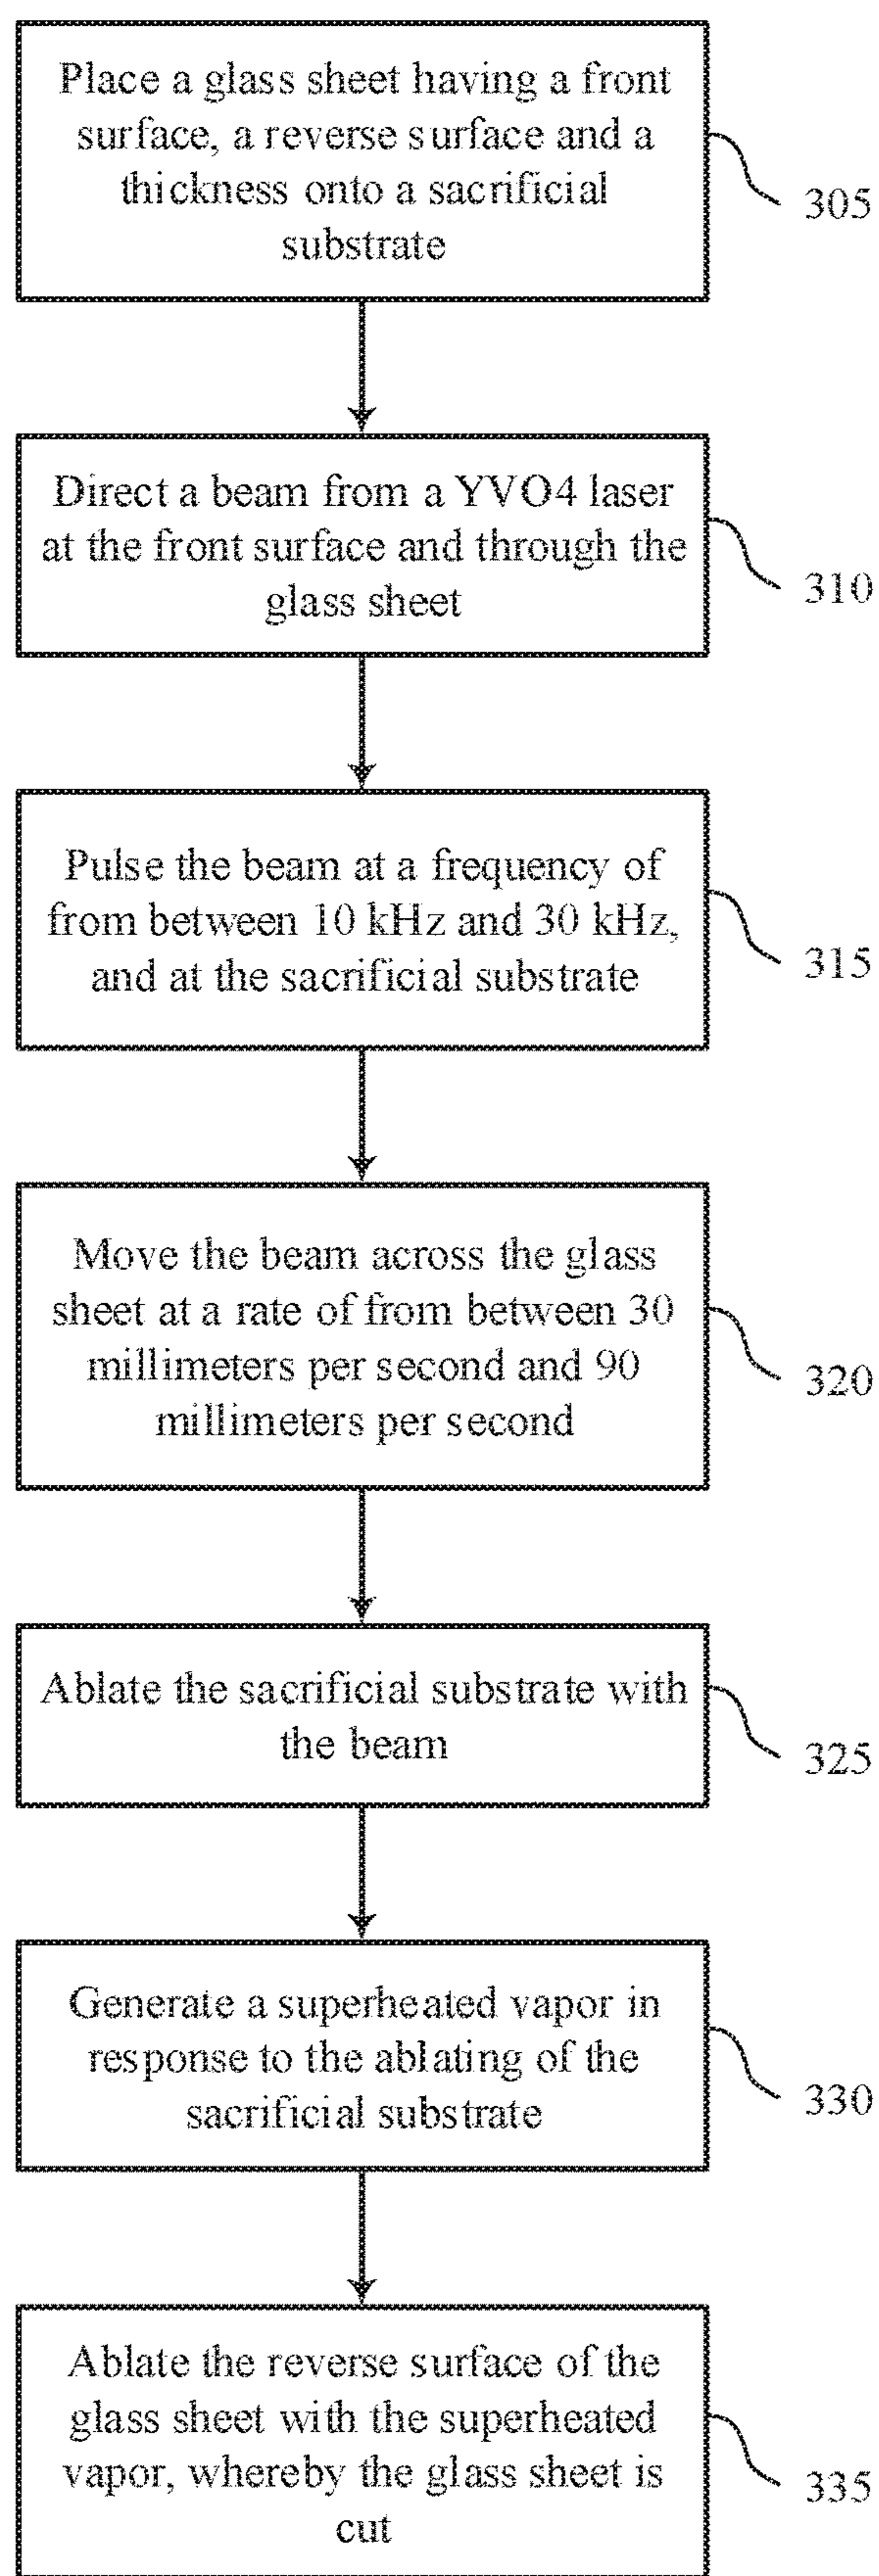 Place a glass sheet having a front
surface, a reverse surface and a
thickness onto a sacrificial
substrate
305
Direct a beam from a YVO4 laser
at the front surface and through the
glass sheet
310
Pulse the beam at a frequency of
from between 10 kHz and 30 kHz,
and at the sacrificial substrate
315
Move the beam across the glass
sheet at a rate of from between 30
millimeters per second and 90
millimeters per second
320
Ablate the sacrificial substrate with
the beam
325
Generate a superheated vapor in
response to the ablating of the
sacrificial substrate
330
Ablate the reverse surface of the
glass sheet with the superheated
vapor, whereby the glass sheet is
cut
335